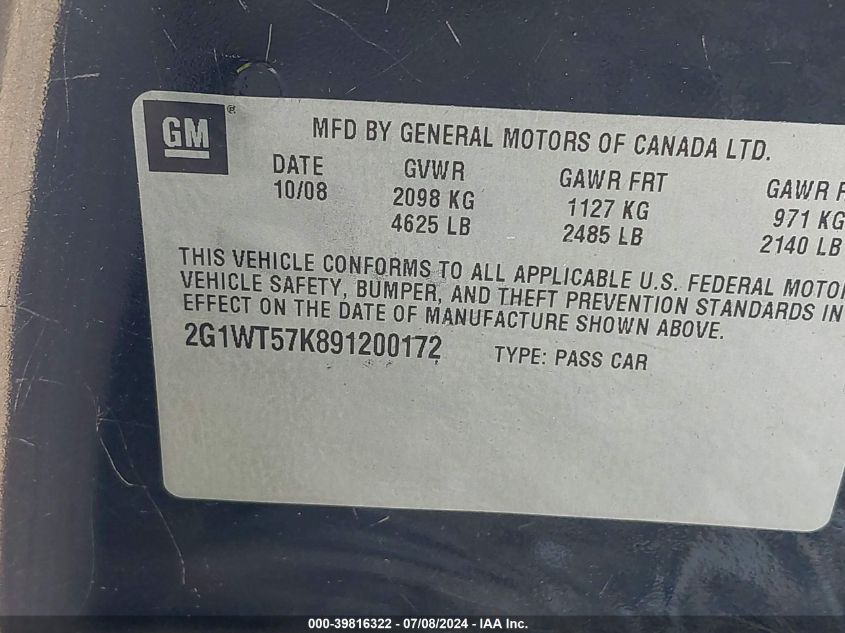 GM ®
MFD BY GENERAL MOTORS OF CANADA LTD.
DATE GVWR GAWR FRT GAWR
10/08 2098 KG 1127 KG 971 KG
4625 LB 2485 LB 2140 LB
THIS VEHICLE CONFORMS TO ALL APPLICABLE U.S. FEDERAL MOTOR
VEHICLE SAFETY, BUMPER, AND THEFT PREVENTION STANDARDS IN
EFFECT ON THE DATE OF MANUFACTURE SHOWN ABOVE.
2G1WT57K891200172 TYPE: PASS CAR
000-39816322 / 07/08/2024 - IAA Inc.